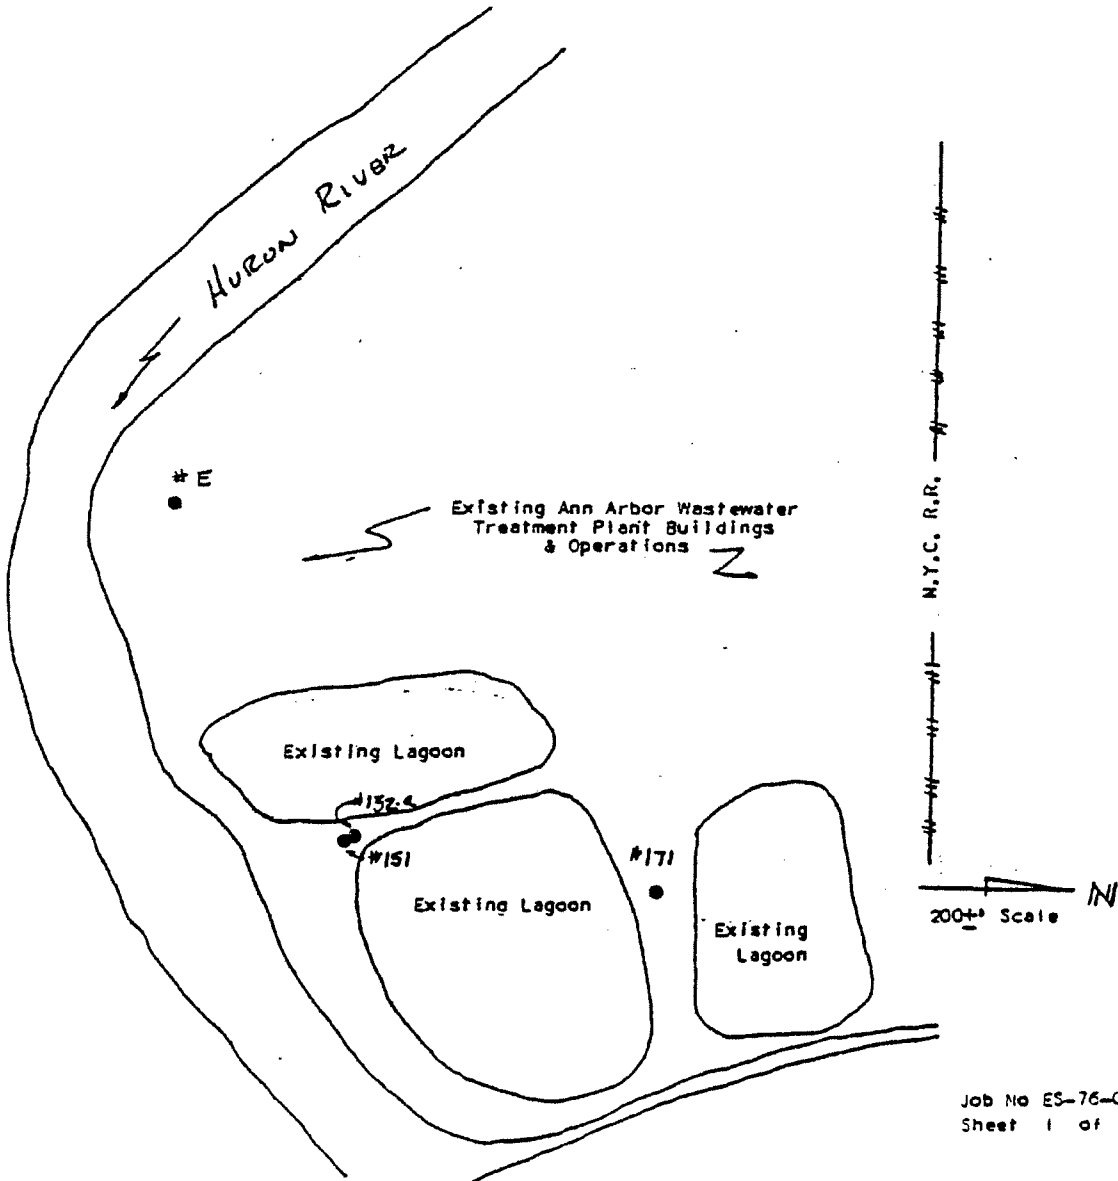 HURON RIVER
# E
Existing Ann Arbor Wastewater
Treatment Plant Buildings
& Operations
N.Y.C. R.R.
Existing Lagoon
#132-a
#151
Existing Lagoon
#171
Existing
Lagoon
N
200±' Scale
Job No ES-76-
Sheet 1 of